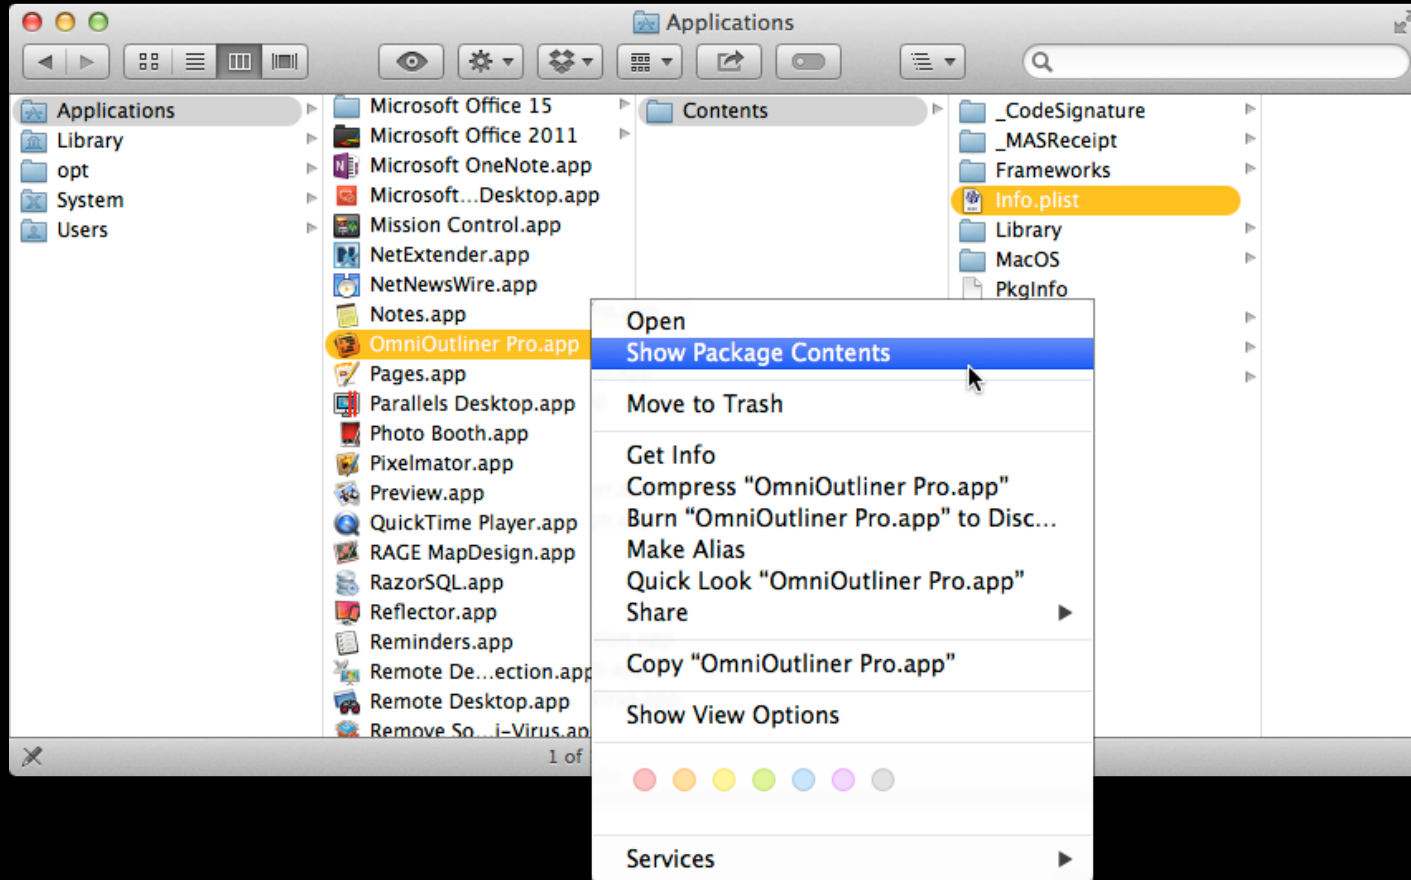 Applications
Applications
Library
opt
System
Users
Microsoft Office 15
Microsoft Office 2011
Microsoft OneNote.app
Microsoft...Desktop.app
Mission Control.app
NetExtender.app
NetNewsWire.app
Notes.app
OmniOutliner Pro.app
Pages.app
Parallels Desktop.app
Photo Booth.app
Pixelmator.app
Preview.app
QuickTime Player.app
RAGE MapDesign.app
RazorSQL.app
Reflector.app
Reminders.app
Remote De...ection.app
Remote Desktop.app
Remove So...i-Virus.ap
Contents
_CodeSignature
_MASReceipt
Frameworks
Info.plist
Library
MacOS
PkgInfo
Open
Show Package Contents
Move to Trash
Get Info
Compress “OmniOutliner Pro.app”
Burn “OmniOutliner Pro.app” to Disc...
Make Alias
Quick Look “OmniOutliner Pro.app”
Share
Copy “OmniOutliner Pro.app”
Show View Options
Services
1 of